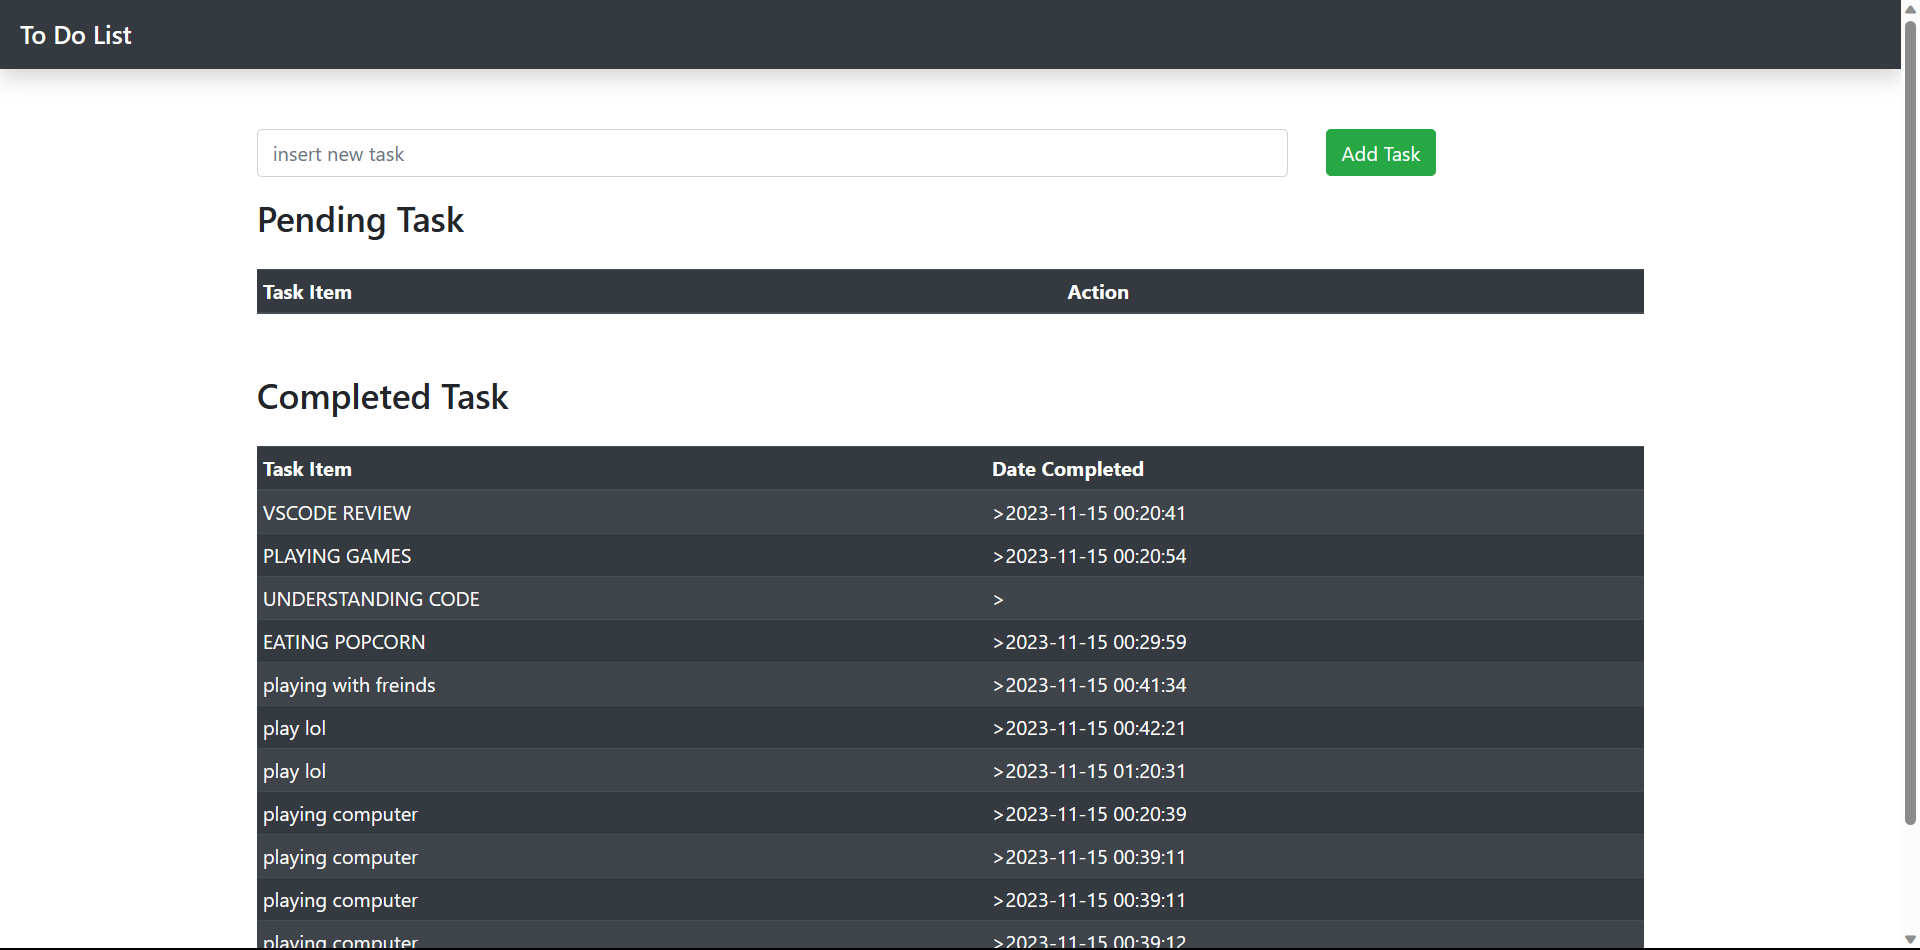 To Do List
insert new task Add Task
Pending Task
Task Item Action
Completed Task
Task Item Date Completed
VSCODE REVIEW >2023-11-15 00:20:41
PLAYING GAMES >2023-11-15 00:20:54
UNDERSTANDING CODE >
EATING POPCORN >2023-11-15 00:29:59
playing with freinds >2023-11-15 00:41:34
play lol >2023-11-15 00:42:21
play lol >2023-11-15 01:20:31
playing computer >2023-11-15 00:20:39
playing computer >2023-11-15 00:39:11
playing computer >2023-11-15 00:39:11
playing computer >2023-11-15 00:39:12